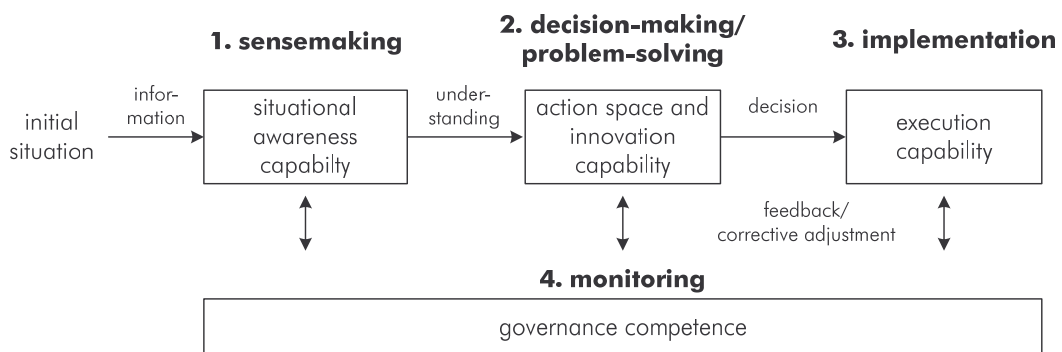 1. sensemaking
2. decision-making/
problem-solving
3. implementation
initial
situation
infor-
mation
situational
awareness
capabilty
under-
standing
action space and
innovation
capability
decision
execution
capability
feedback/
corrective adjustment
4. monitoring
governance competence